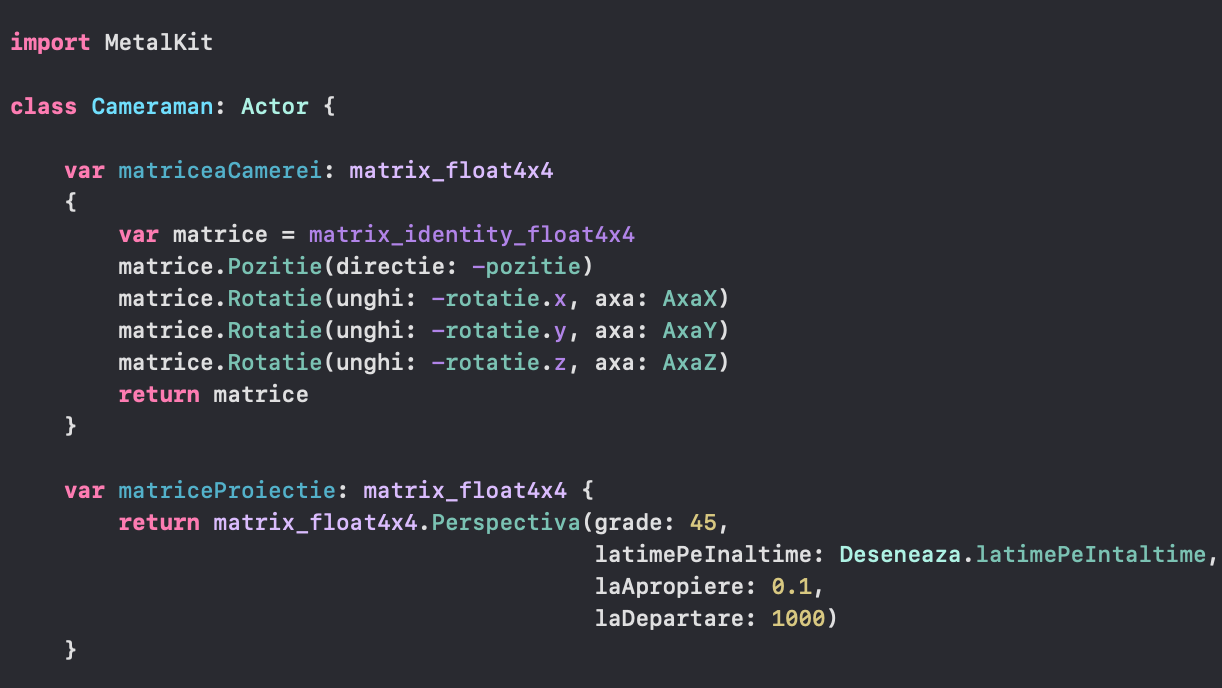 import MetalKit
class Cameraman: Actor {
var matriceaCamerei: matrix_float4x4
{
var matrice = matrix_identity_float4x4
matrice.Pozitie(directie: -pozitie)
matrice.Rotatie(unghi: -rotatie.x, axa: AxaX)
matrice.Rotatie(unghi: -rotatie.y, axa: AxaY)
matrice.Rotatie(unghi: -rotatie.z, axa: AxaZ)
return matrice
}
var matriceProiectie: matrix_float4x4 {
return matrix_float4x4.Perspectiva(grade: 45,
latimePeInaltime: Deseneaza.latimePeIntaltime,
laApropiere: 0.1,
laDepartare: 1000)
}